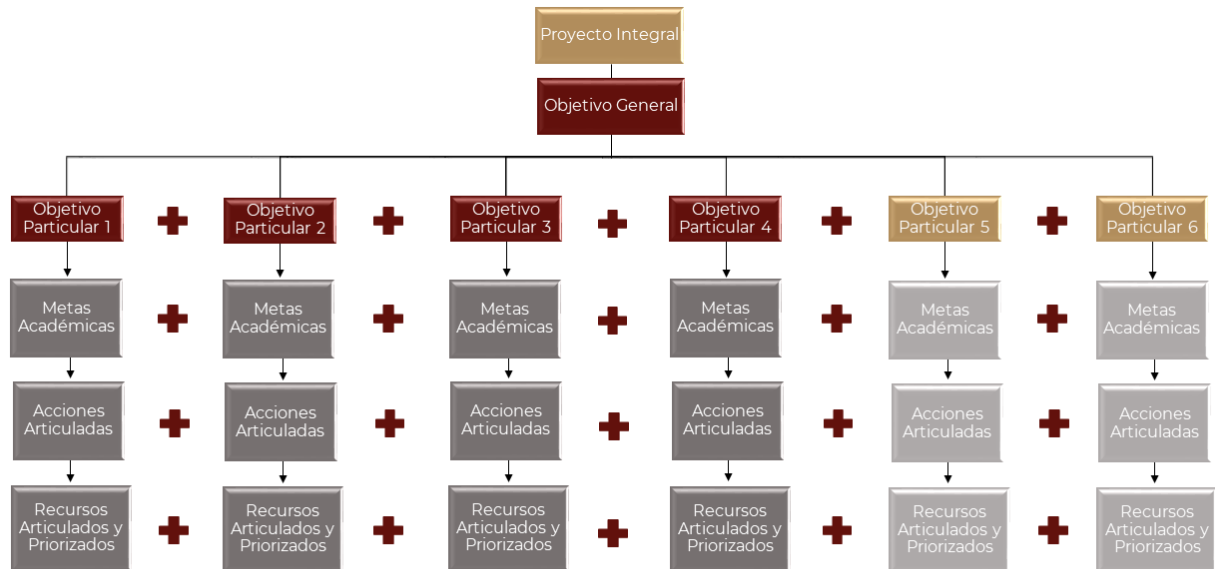 Proyecto Integral
Objetivo General
Objetivo
Particular 1
Objetivo
Particular 2
Objetivo
Particular 3
Objetivo
Particular 4
Objetivo
Particular 5
Objetivo
Particular 6
Metas
Académicas
Metas
Académicas
Metas
Académicas
Metas
Académicas
Metas
Académicas
Metas
Académicas
Acciones
Articuladas
Acciones
Articuladas
Acciones
Articuladas
Acciones
Articuladas
Acciones
Articuladas
Acciones
Articuladas
Recursos
Articulados y
Priorizados
Recursos
Articulados y
Priorizados
Recursos
Articulados y
Priorizados
Recursos
Articulados y
Priorizados
Recursos
Articulados y
Priorizados
Recursos
Articulados y
Priorizados